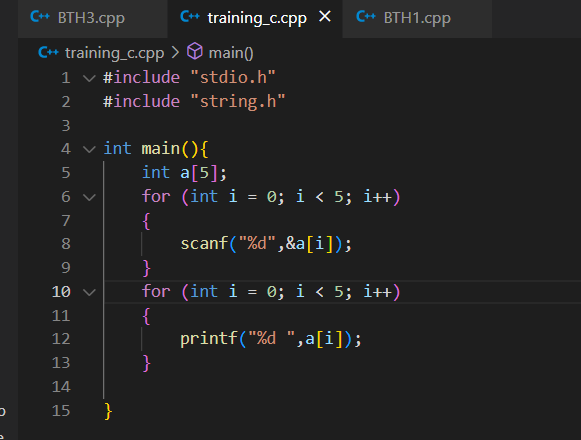 C++ BTH3.cpp C++ training_c.cpp × C++ BTH1.cpp
C++ training_c.cpp > main()
1 #include "stdio.h"
2 #include "string.h"
3
4 int main(){
5 int a[5];
6 for (int i = 0; i < 5; i++)
7 {
8 scanf("%d",&a[i]);
9 }
10 for (int i = 0; i < 5; i++)
11 {
12 printf("%d ",a[i]);
13 }
14
15 }